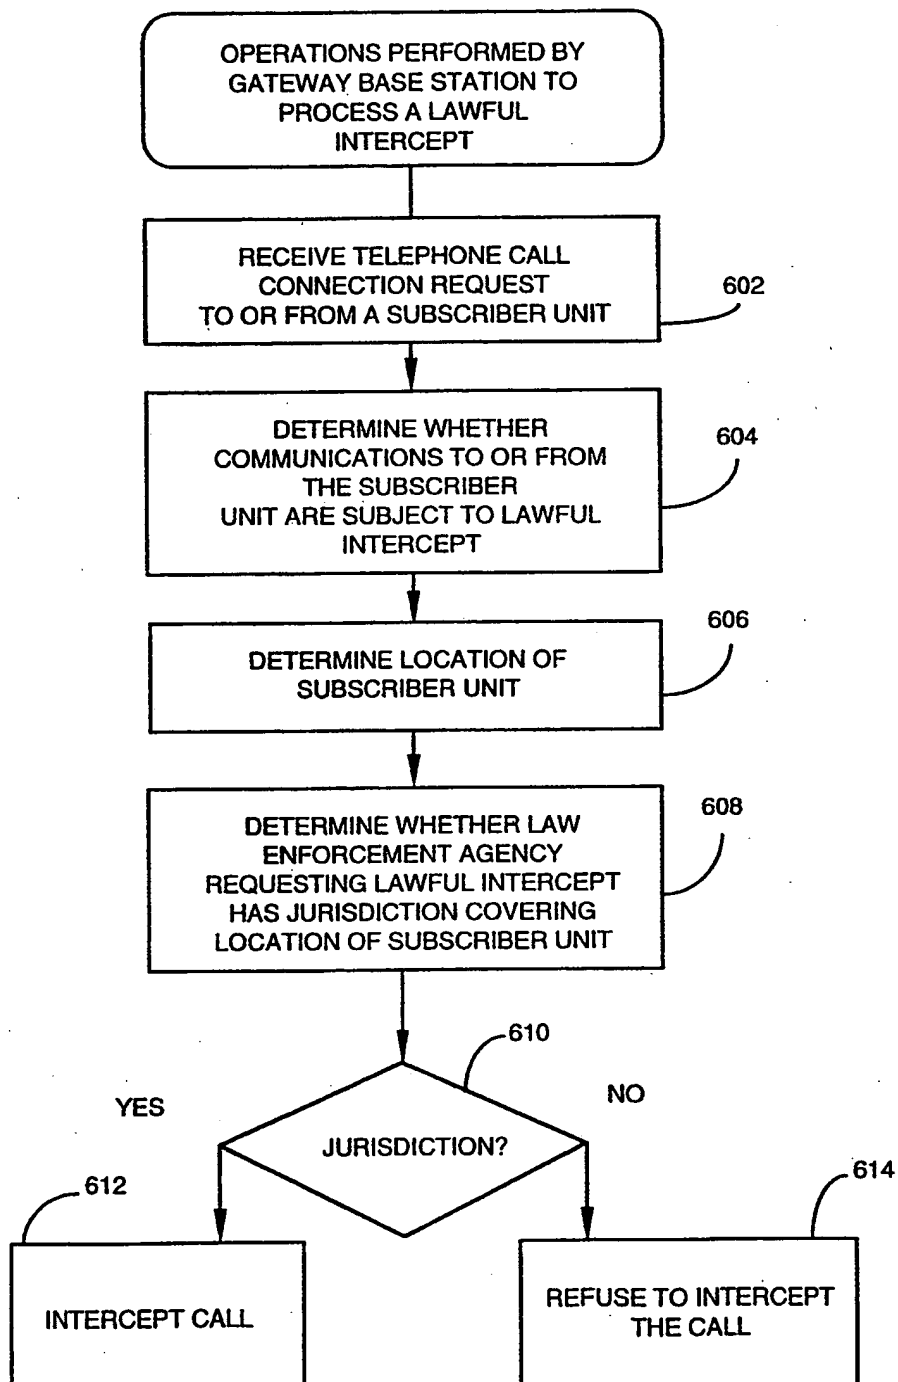 OPERATIONS PERFORMED BY
GATEWAY BASE STATION TO
PROCESS A LAWFUL
INTERCEPT
RECEIVE TELEPHONE CALL
CONNECTION REQUEST
TO OR FROM A SUBSCRIBER UNIT
602
DETERMINE WHETHER
COMMUNICATIONS TO OR FROM
THE SUBSCRIBER
UNIT ARE SUBJECT TO LAWFUL
INTERCEPT
604
DETERMINE LOCATION OF
SUBSCRIBER UNIT
606
DETERMINE WHETHER LAW
ENFORCEMENT AGENCY
REQUESTING LAWFUL INTERCEPT
HAS JURISDICTION COVERING
LOCATION OF SUBSCRIBER UNIT
608
610
YES
NO
JURISDICTION?
612
INTERCEPT CALL
614
REFUSE TO INTERCEPT
THE CALL